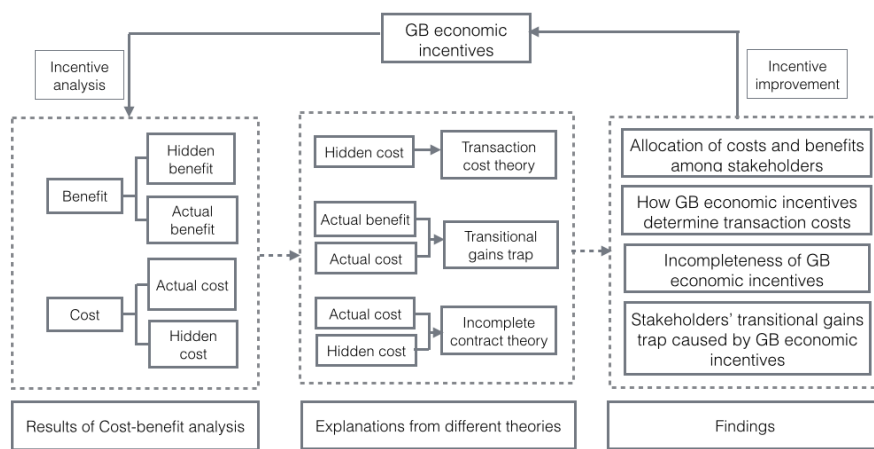 GB economic
incentives
Incentive
analysis
Incentive
improvement
Benefit
Hidden
benefit
Actual
benefit
Cost
Actual cost
Hidden
cost
Hidden cost
Transaction
cost theory
Actual benefit
Actual cost
Transitional
gains trap
Actual cost
Hidden cost
Incomplete
contract theory
Allocation of costs and benefits
among stakeholders
How GB economic incentives
determine transaction costs
Incompleteness of GB
economic incentives
Stakeholders' transitional gains
trap caused by GB economic
incentives
Results of Cost-benefit analysis
Explanations from different theories
Findings